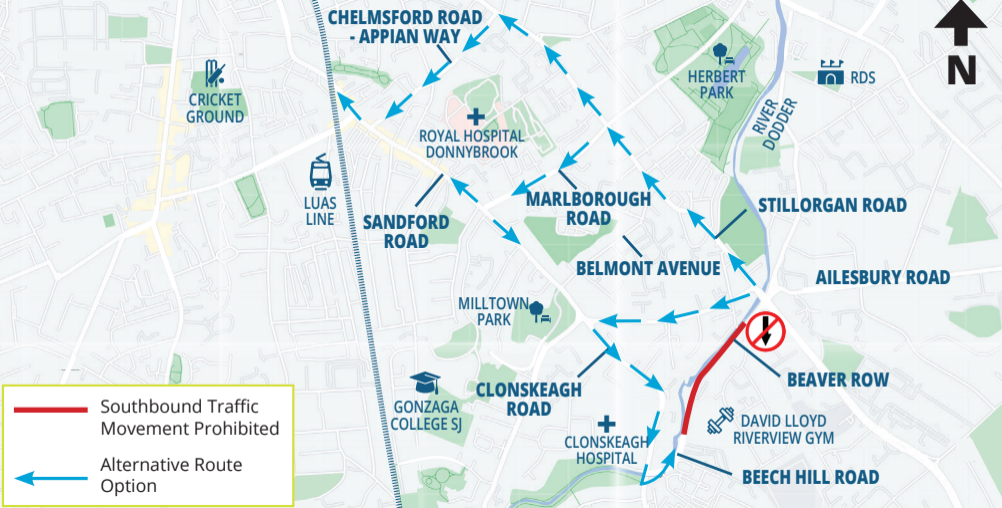 CHELMSFORD ROAD
- APPIAN WAY
N
HERBERT
PARK
RDS
CRICKET
GROUND
RIVER
DODDER
ROYAL HOSPITAL
DONNYBROOK
LUAS
LINE
MARLBOROUGH
ROAD
STILLORGAN ROAD
SANDFORD
ROAD
BELMONT AVENUE
AILESBURY ROAD
MILLTOWN
PARK
BEAVER ROW
CLONSKEAGH
ROAD
GONZAGA
COLLEGE SJ
DAVID LLOYD
RIVERVIEW GYM
CLONSKEAGH
HOSPITAL
BEECH HILL ROAD
Southbound Traffic
Movement Prohibited
Alternative Route
Option